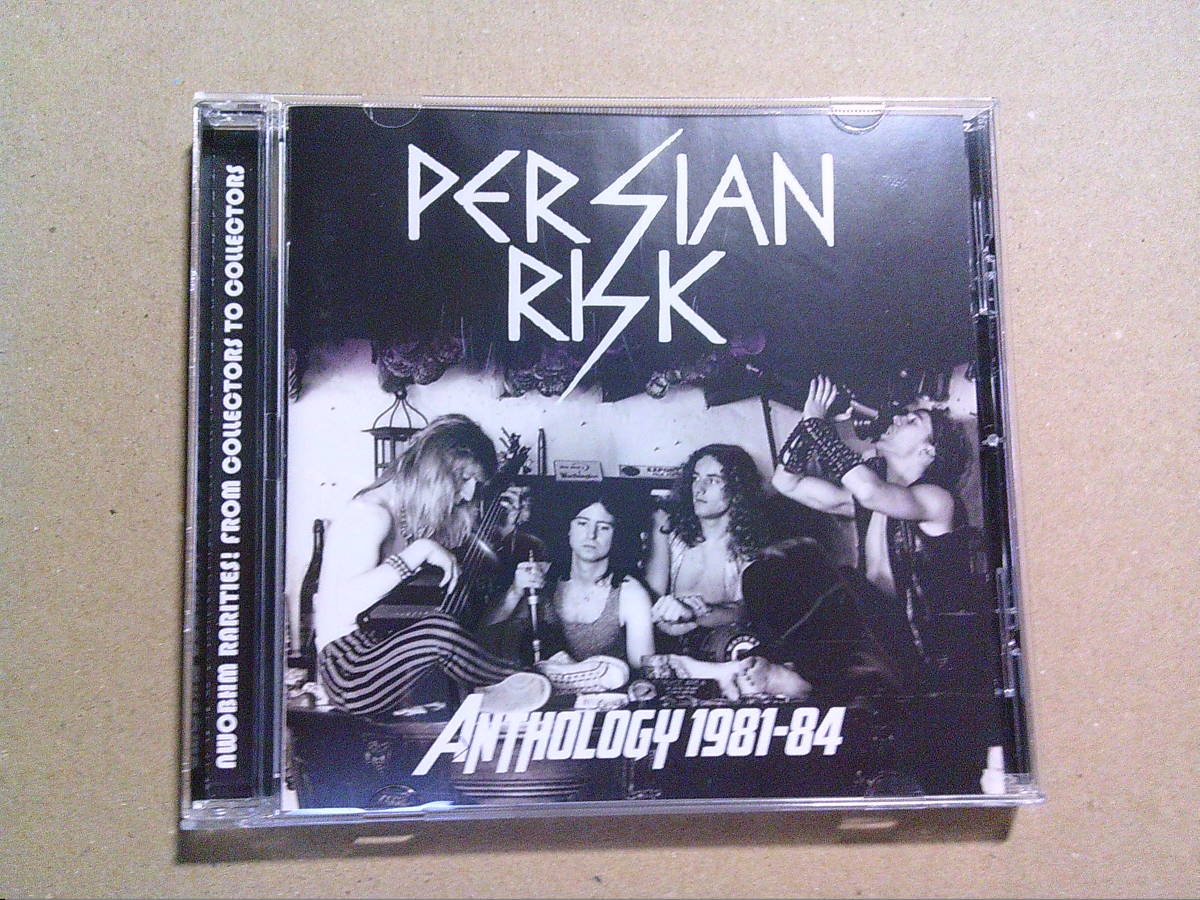 PERSIAN
RISK
ANTHOLOGY 1981-84
NWOBHM RARITIES! FROM COLLECTORS TO COLLECTORS